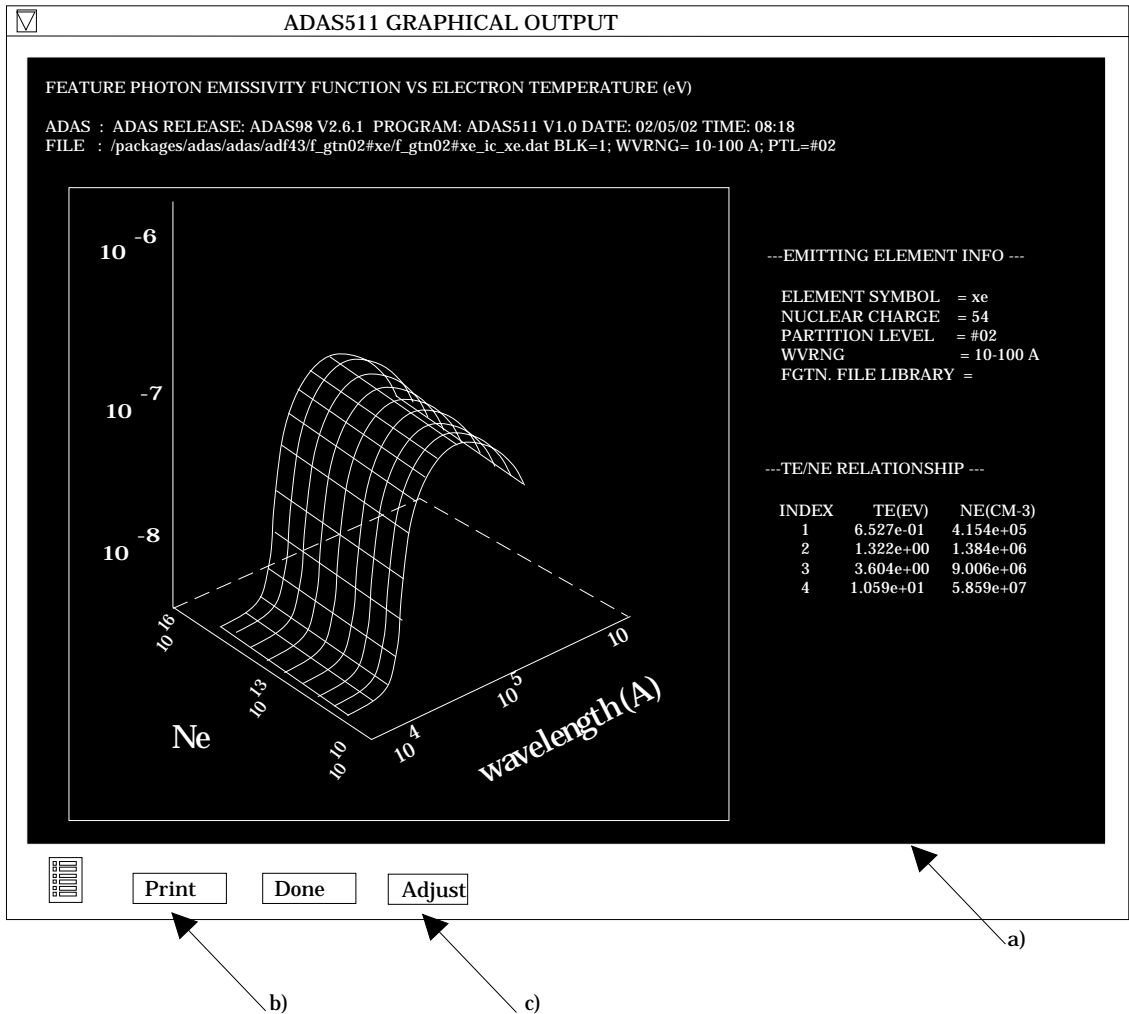 ADAS511 GRAPHICAL OUTPUT
FEATURE PHOTON EMISSIVITY FUNCTION VS ELECTRON TEMPERATURE (eV)
ADAS : ADAS RELEASE: ADAS98 V2.6.1 PROGRAM: ADAS511 V1.0 DATE: 02/05/02 TIME: 08:18
FILE : /packages/adas/adas/adf43/f_gtn02#xe/f_gtn02#xe_ic_xe.dat BLK=1; WVRNG= 10-100 A; PTL=#02
10 -6
10 -7
10 -8
10 16
10 13
10 10
Ne
10 4
10 5
10
wavelength(A)
---EMITTING ELEMENT INFO ---
ELEMENT SYMBOL = xe
NUCLEAR CHARGE = 54
PARTITION LEVEL = #02
WVRNG = 10-100 A
FGTN. FILE LIBRARY =
---TE/NE RELATIONSHIP ---
INDEX TE(EV) NE(CM-3)
1 6.527e-01 4.154e+05
2 1.322e+00 1.384e+06
3 3.604e+00 9.006e+06
4 1.059e+01 5.859e+07
Print Done Adjust
a)
b) c)